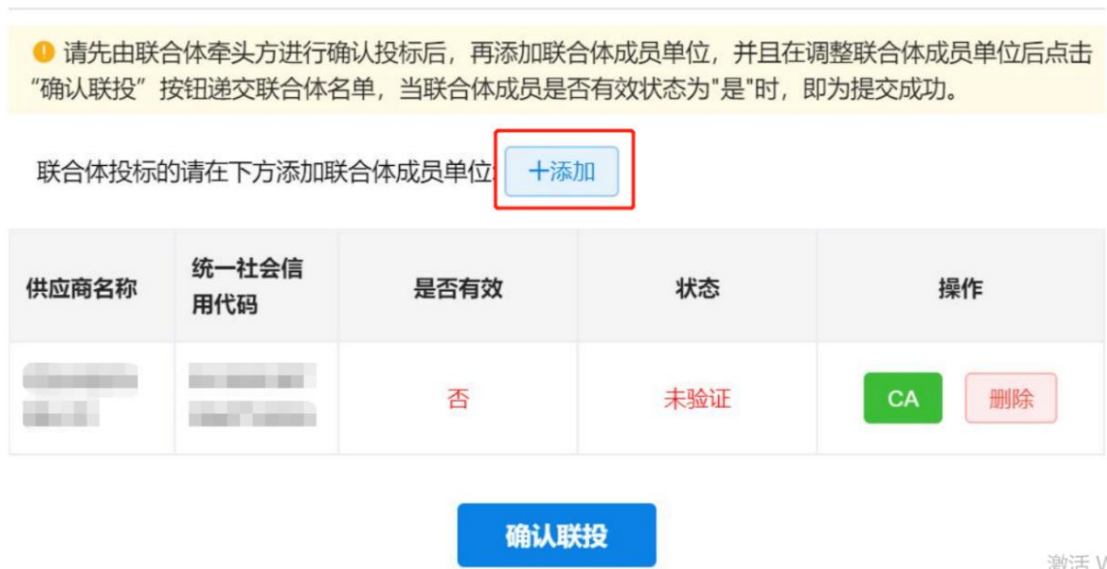 请先由联合体牵头方进行确认投标后，再添加联合体成员单位，并且在调整联合体成员单位后点击
“确认联投”按钮递交联合体名单，当联合体成员是否有效状态为"是"时，即为提交成功。
联合体投标的请在下方添加联合体成员单位:
+添加
供应商名称
统一社会信
用代码
是否有效
状态
操作
否
未验证
CA
删除
确认联投
激活